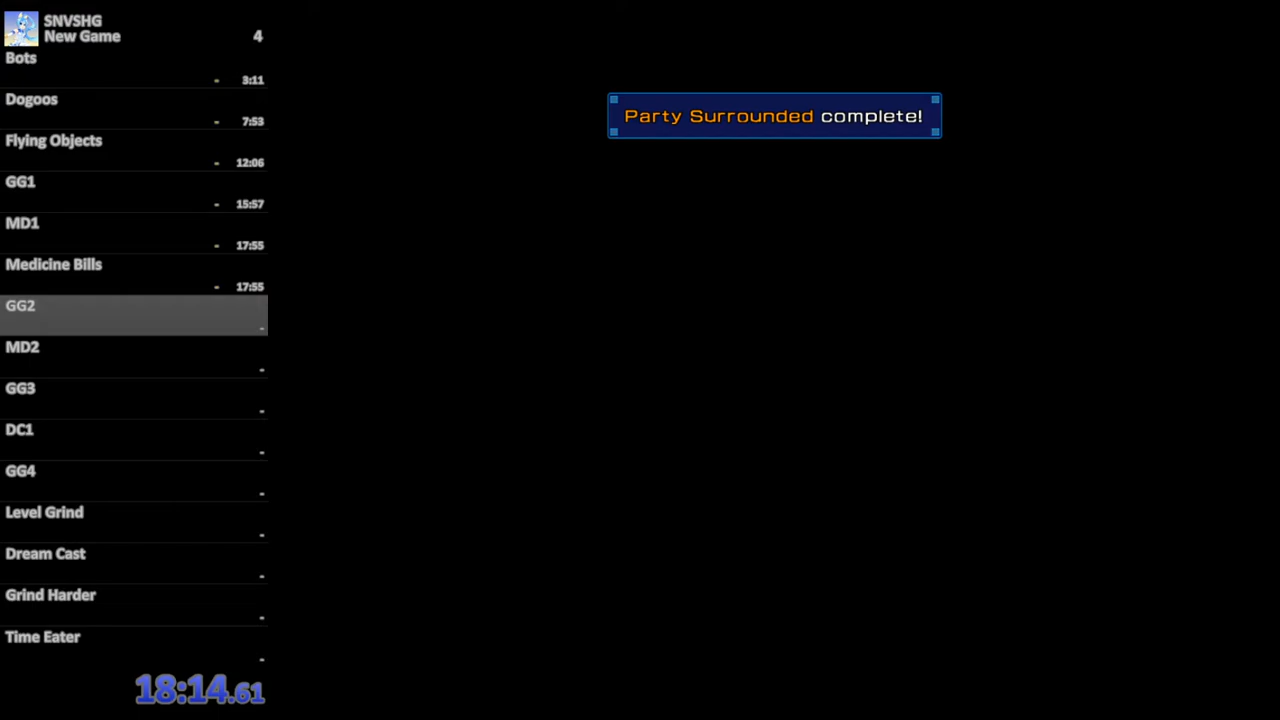 SNVSHG
New Game 4
Bots
- 3:11
Dogoos
- 7:53
Flying Objects
- 12:06
GG1
- 15:57
MD1
- 17:55
Medicine Bills
- 17:55
GG2
-
MD2
-
GG3
-
DC1
-
GG4
-
Level Grind
-
Dream Cast
-
Grind Harder
-
Time Eater
-
18:14.61
Party Surrounded complete!